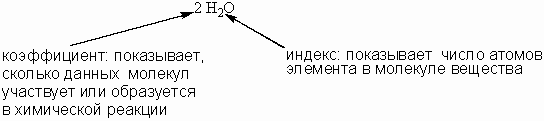 2 H₂O
коэффициент: показывает,
сколько данных молекул
участвует или образуется
в химической реакции
индекс: показывает число атомов
элемента в молекуле вещества